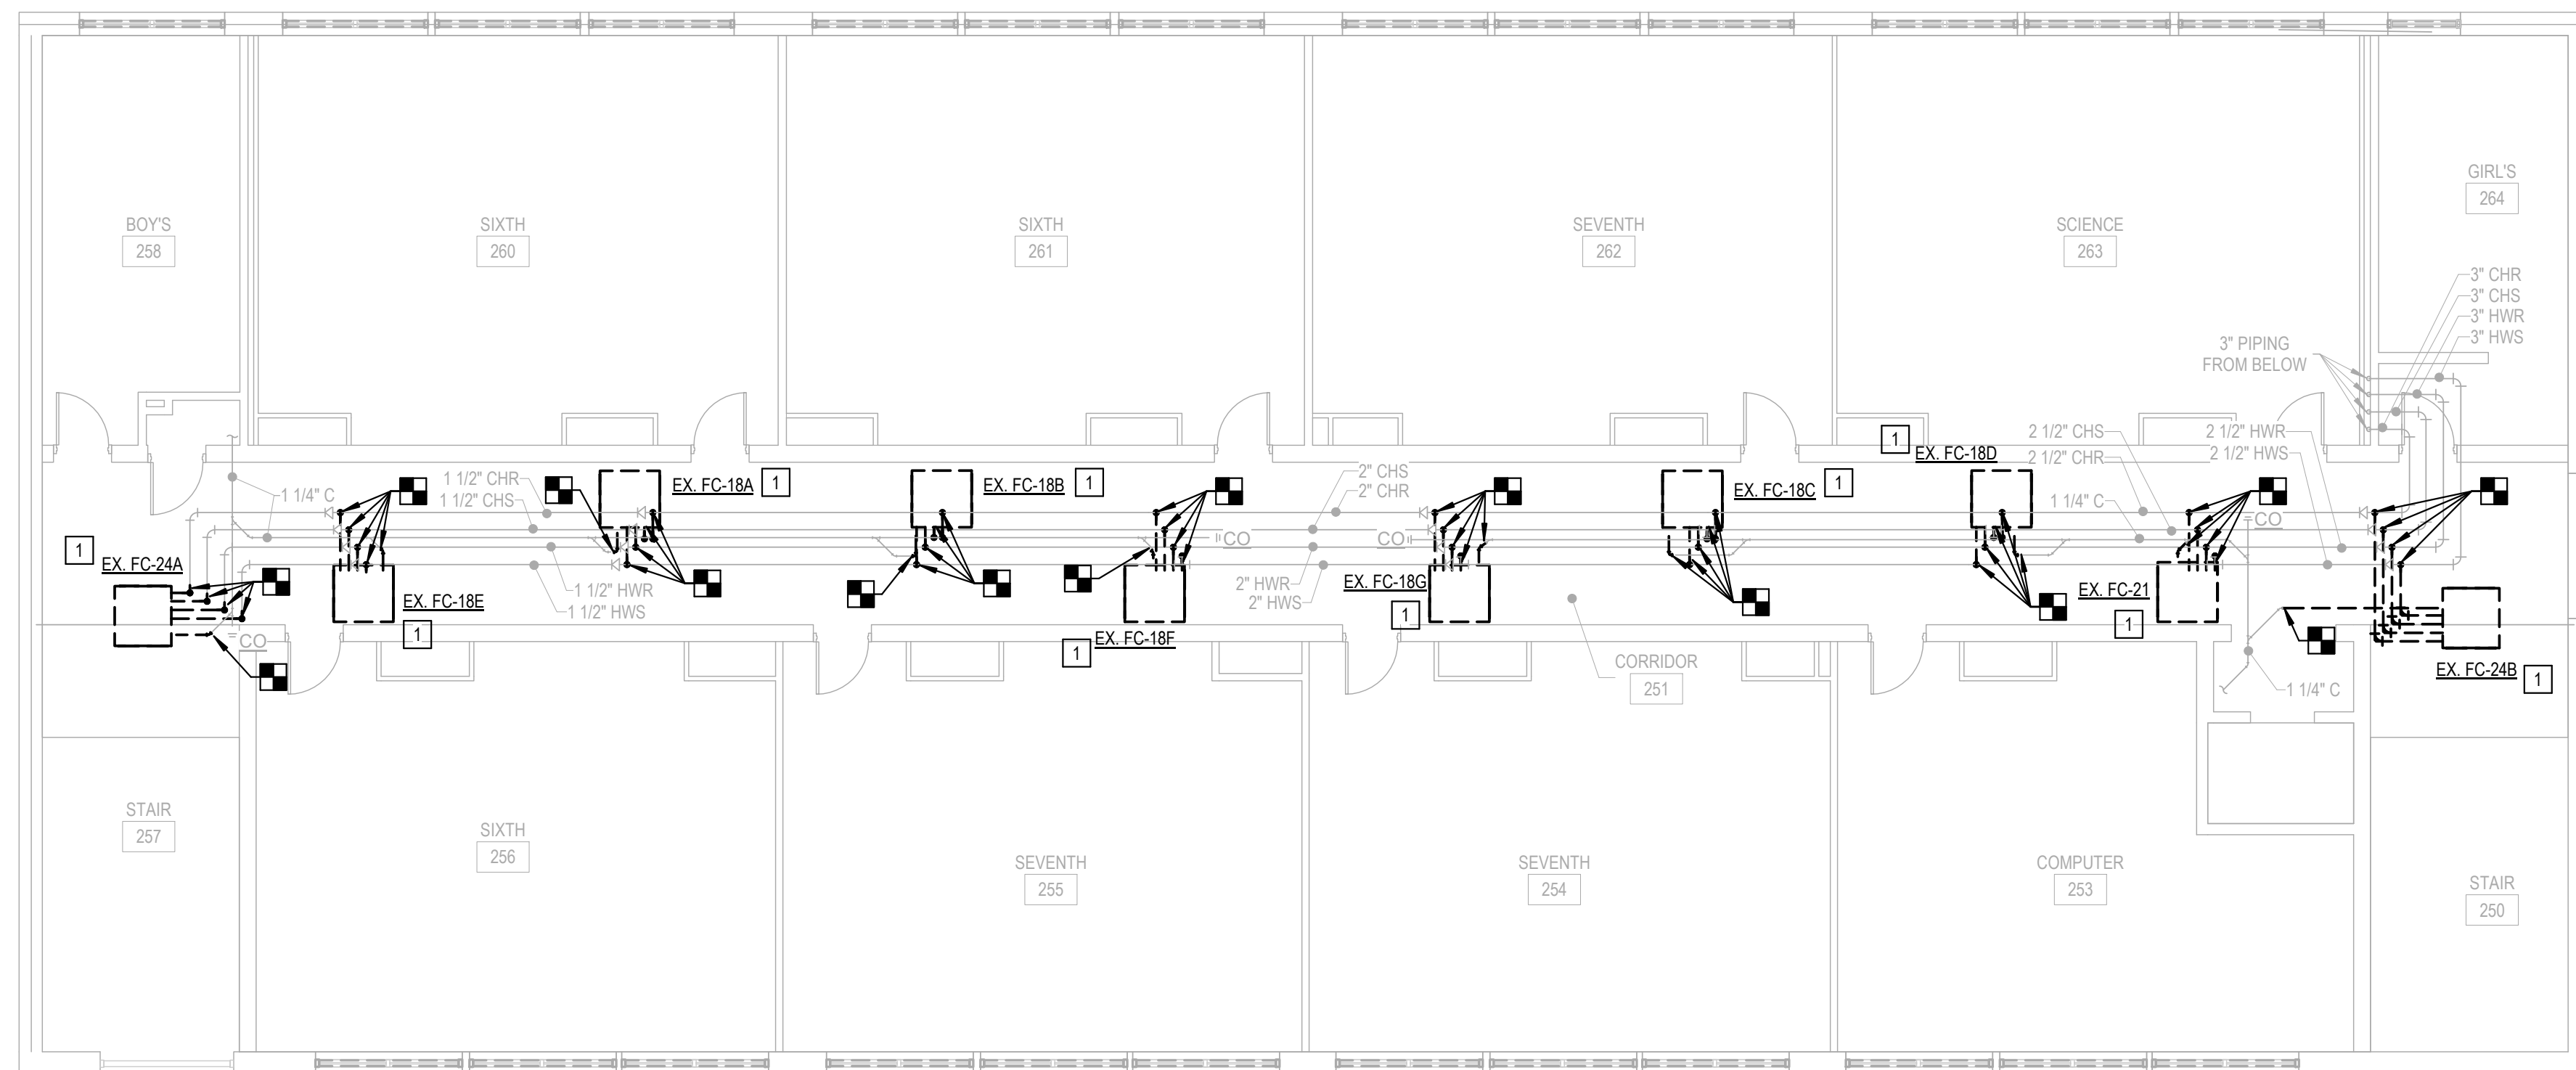 BOY'S
258
SIXTH
260
SIXTH
261
SEVENTH
262
SCIENCE
263
GIRL'S
264
3" CHR
3" CHS
3" HWR
3" HWS
3" PIPING
FROM BELOW
1 1/4" C
1 1/2" CHR
1 1/2" CHS
EX. FC-18A
1
EX. FC-18B
1
2" CHS
2" CHR
EX. FC-18C
1
1
EX. FC-18D
2 1/2" CHS
2 1/2" CHR
2 1/2" HWR
2 1/2" HWS
1 1/4" C
CO
CO
CO
1
EX. FC-24A
CO
EX. FC-18E
1
1 1/2" HWR
1 1/2" HWS
1
EX. FC-18F
2" HWR
2" HWS
EX. FC-18G
1
EX. FC-21
1
EX. FC-24B
1
1 1/4" C
CORRIDOR
251
STAIR
257
SIXTH
256
SEVENTH
255
SEVENTH
254
COMPUTER
253
STAIR
250